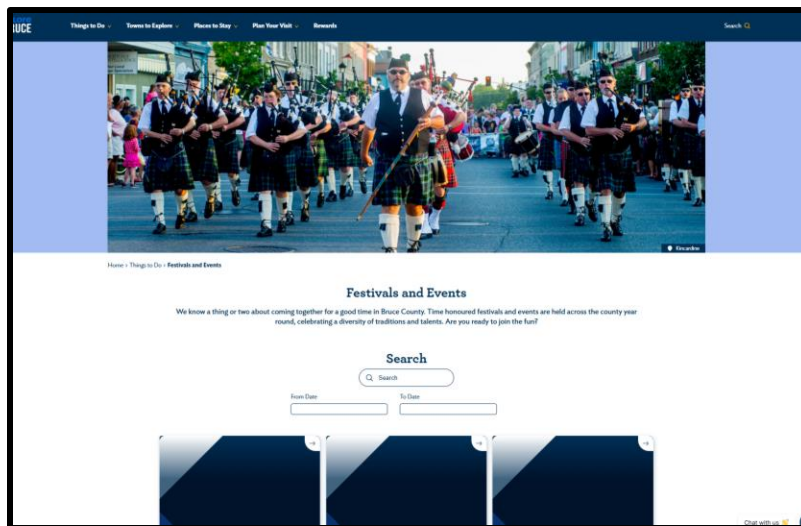 BRUCE
Things to Do
Towns to Explore
Places to Stay
Plan Your Visit
Rewards
Search
Kincardine
Home > Things to Do > Festivals and Events
Festivals and Events
We know a thing or two about coming together for a good time in Bruce County. Time honoured festivals and events are held across the county year
round, celebrating a diversity of traditions and talents. Are you ready to join the fun?
Search
Search
From Date
To Date
Chat with us